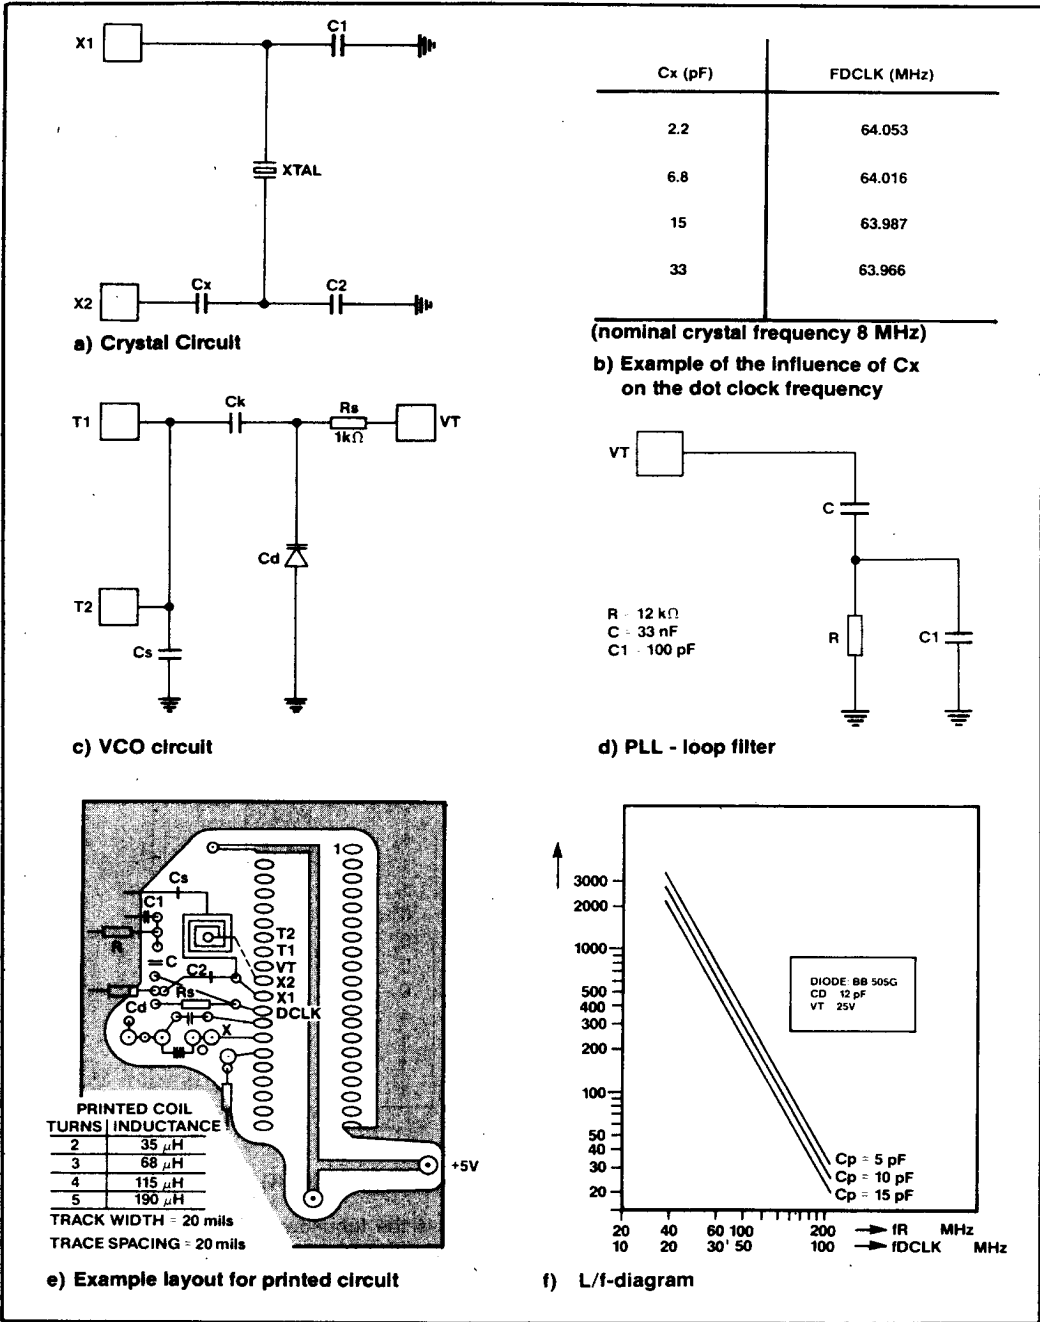 X1
C1
XTAL
X2
Cx
C2
a) Crystal Circuit
Cx (pF) FDCLK (MHz)
2.2 64.053
6.8 64.016
15 63.987
33 63.966
(nominal crystal frequency 8 MHz)
b) Example of the influence of Cx
on the dot clock frequency
T1
Ck
Rs
1kΩ
VT
Cd
T2
Cs
c) VCO circuit
VT
C
R = 12 kΩ
C = 33 nF
C1 = 100 pF
R
C1
d) PLL - loop filter
1
Cs
C1
R
C
C2
Rs
Cd
X
T2
T1
VT
X2
X1
DCLK
+5V
PRINTED COIL
TURNS INDUCTANCE
2 35 μH
3 68 μH
4 115 μH
5 190 μH
TRACK WIDTH = 20 mils
TRACE SPACING = 20 mils
e) Example layout for printed circuit
3000
2000
1000
500
400
300
200
100
50
40
30
20
DIODE: BB 505G
CD 12 pF
VT 25V
Cp = 5 pF
Cp = 10 pF
Cp = 15 pF
20 40 60 100 200 fR MHz
10 20 30 50 100 fDCLK MHz
f) L/f-diagram